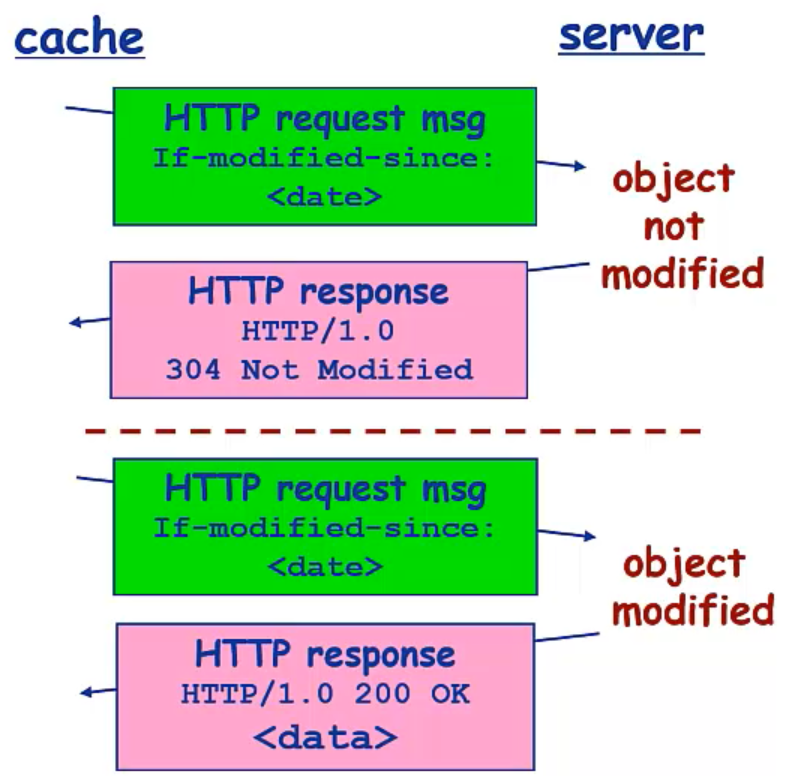 cache
server
HTTP request msg
If-modified-since:
<date>
object
not
modified
HTTP response
HTTP/1.0
304 Not Modified
HTTP request msg
If-modified-since:
<date>
object
modified
HTTP response
HTTP/1.0 200 OK
<data>